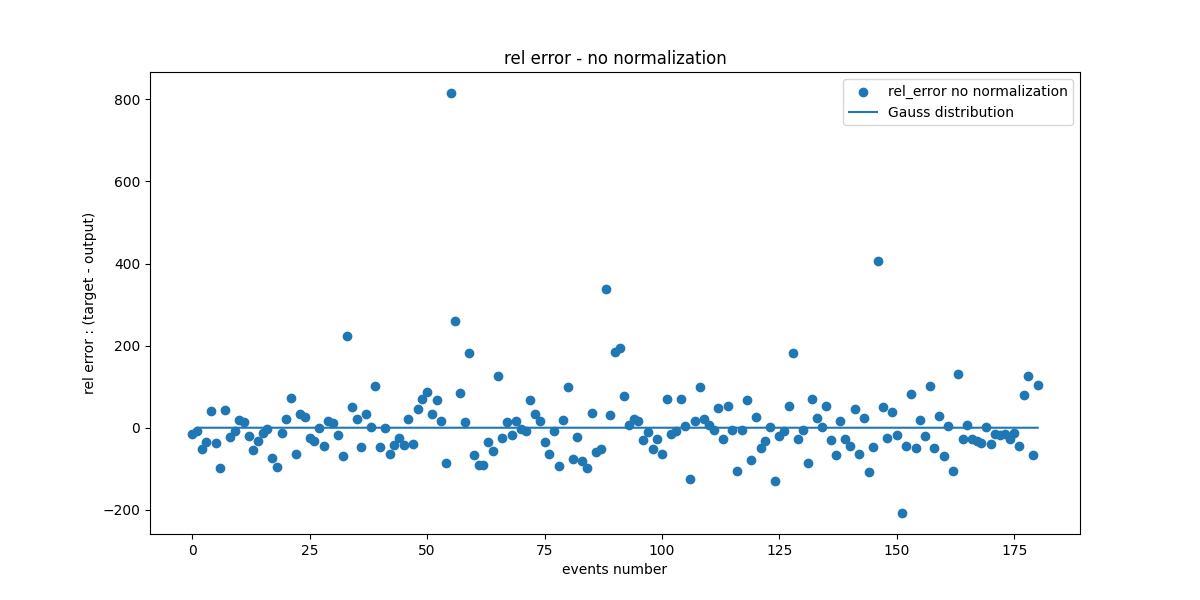 rel error - no normalization
rel_error no normalization
Gauss distribution
rel error : (target - output)
800
600
400
200
0
−200
0 25 50 75 100 125 150 175
events number